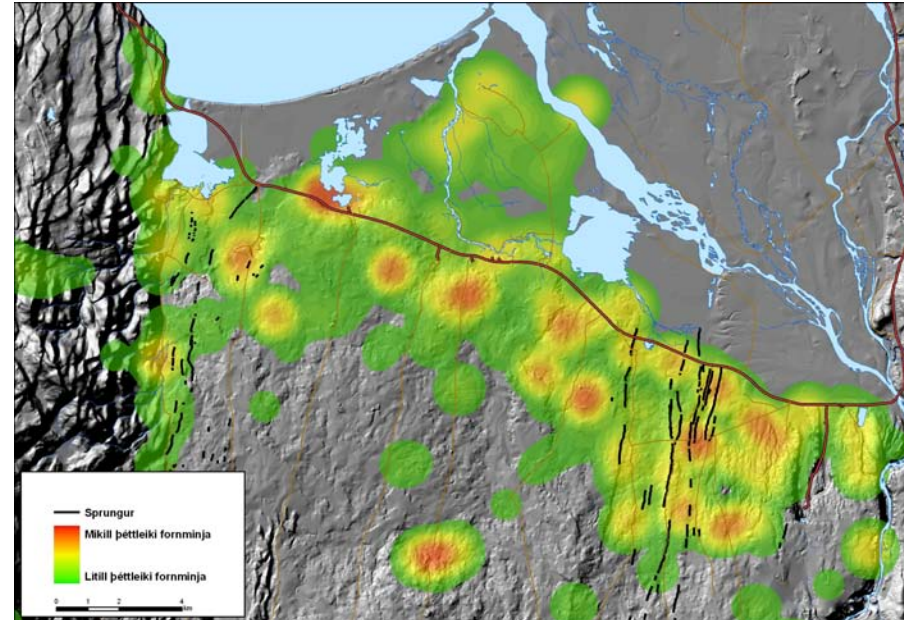 Sprungur
Mikill þéttleiki fornminja
Lítill þéttleiki fornminja
0 1 2 4
km